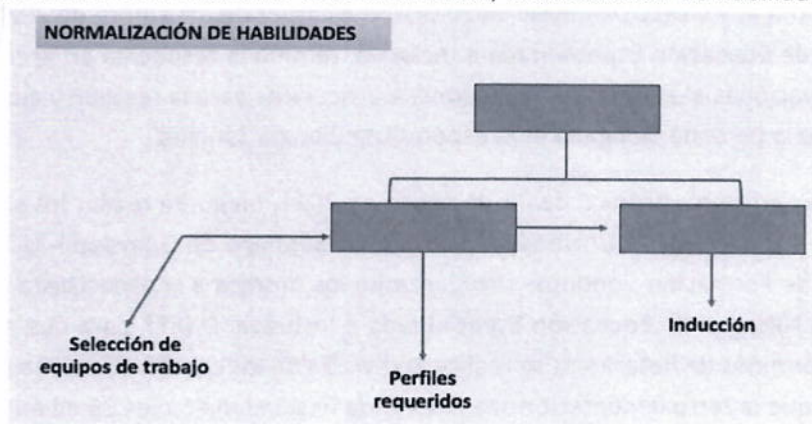 NORMALIZACIÓN DE HABILIDADES
Selección de
equipos de trabajo
Perfiles
requeridos
Inducción